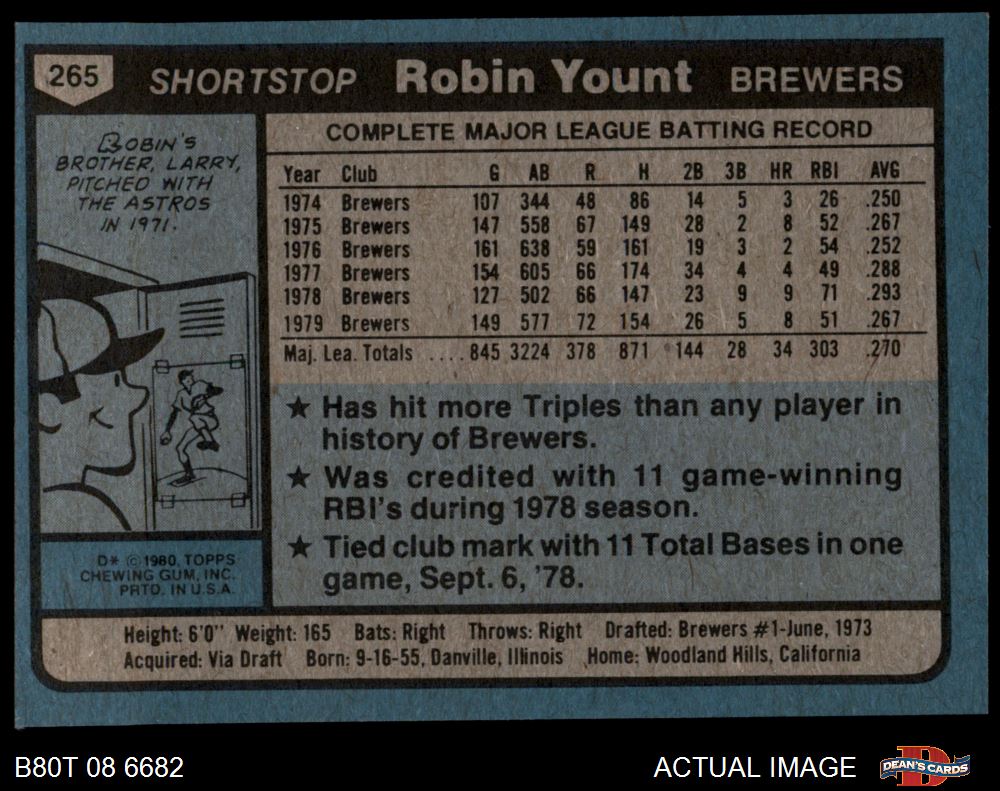 265 SHORTSTOP Robin Yount BREWERS
ROBIN'S
BROTHER, LARRY,
PITCHED WITH
THE ASTROS
IN 1971.
COMPLETE MAJOR LEAGUE BATTING RECORD
Year Club G AB R H 2B 3B HR RBI AVG
1974 Brewers 107 344 48 86 14 5 3 26 .250
1975 Brewers 147 558 67 149 28 2 8 52 .267
1976 Brewers 161 638 59 161 19 3 2 54 .252
1977 Brewers 154 605 66 174 34 4 4 49 .288
1978 Brewers 127 502 66 147 23 9 9 71 .293
1979 Brewers 149 577 72 154 26 5 8 51 .267
Maj. Lea. Totals ....845 3224 378 871 144 28 34 303 .270
★ Has hit more Triples than any player in
history of Brewers.
★ Was credited with 11 game-winning
RBI's during 1978 season.
★ Tied club mark with 11 Total Bases in one
game, Sept. 6, '78.
D* © 1980, TOPPS
CHEWING GUM, INC.
PRTD. IN U.S.A.
Height: 6'0" Weight: 165 Bats: Right Throws: Right Drafted: Brewers #1-June, 1973
Acquired: Via Draft Born: 9-16-55, Danville, Illinois Home: Woodland Hills, California
B80T 08 6682
ACTUAL IMAGE
DEAN'S CARDS